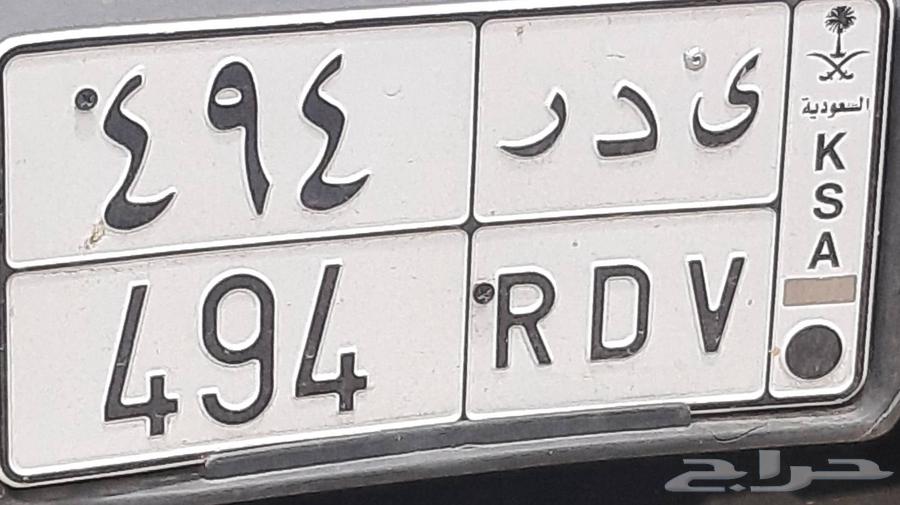 ٤٩٤ ى د ر
494 RDV
السعودية
K
S
A
حراج